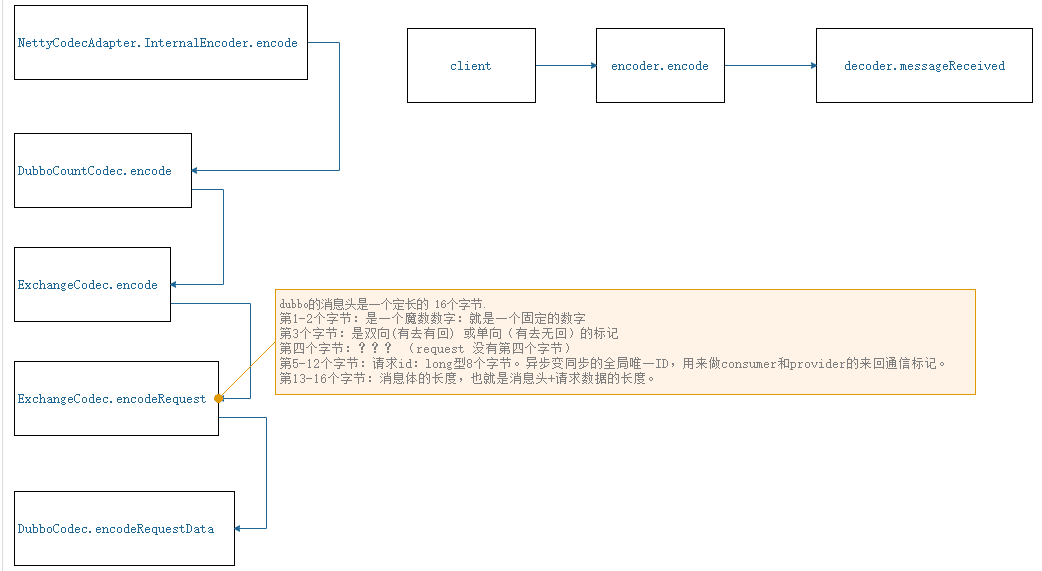 NettyCodecAdapter.InternalEncoder.encode
client
encoder.encode
decoder.messageReceived
DubboCountCodec.encode
ExchangeCodec.encode
dubbo的消息头是一个定长的 16个字节.
第1-2个字节：是一个魔数数字：就是一个固定的数字
第3个字节：是双向(有去有回) 或单向（有去无回）的标记
第四个字节：？？？ （request 没有第四个字节）
第5-12个字节：请求id：long型8个字节。异步变同步的全局唯一ID，用来做consumer和provider的来回通信标记。
第13-16个字节：消息体的长度，也就是消息头+请求数据的长度。
ExchangeCodec.encodeRequest
DubboCodec.encodeRequestData